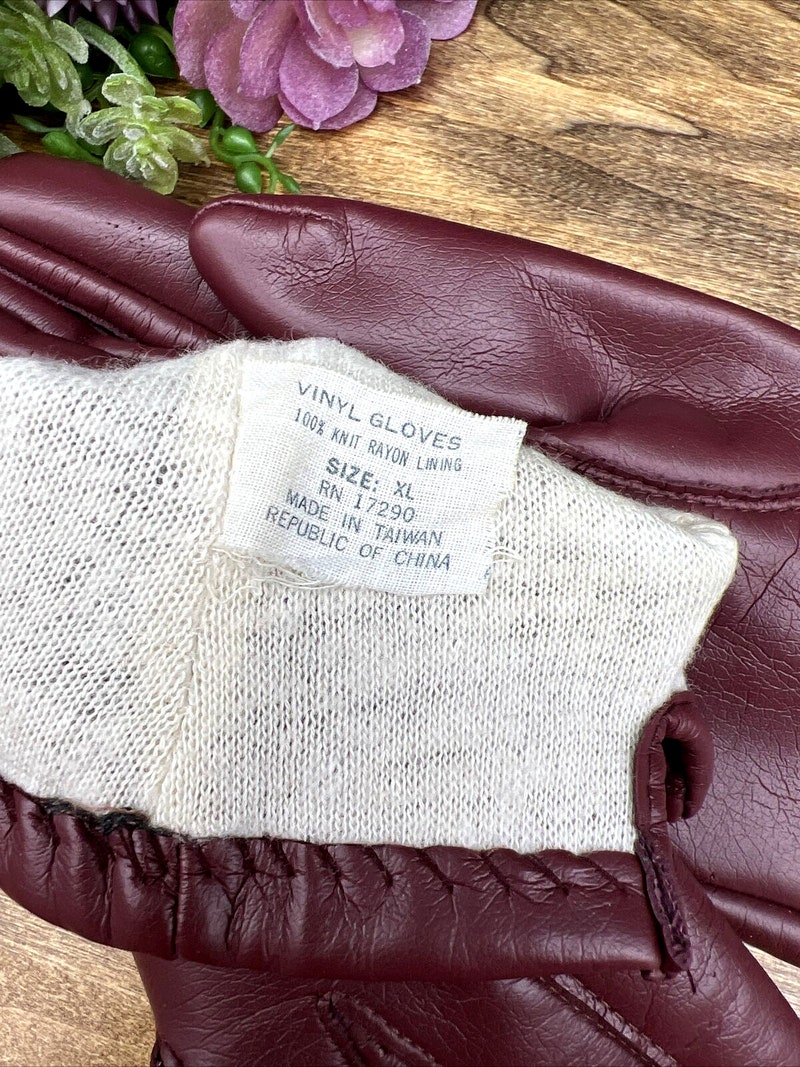 VINYL GLOVES
100% KNIT RAYON LINING
SIZE: XL
RN 17290
MADE IN TAIWAN
REPUBLIC OF CHINA